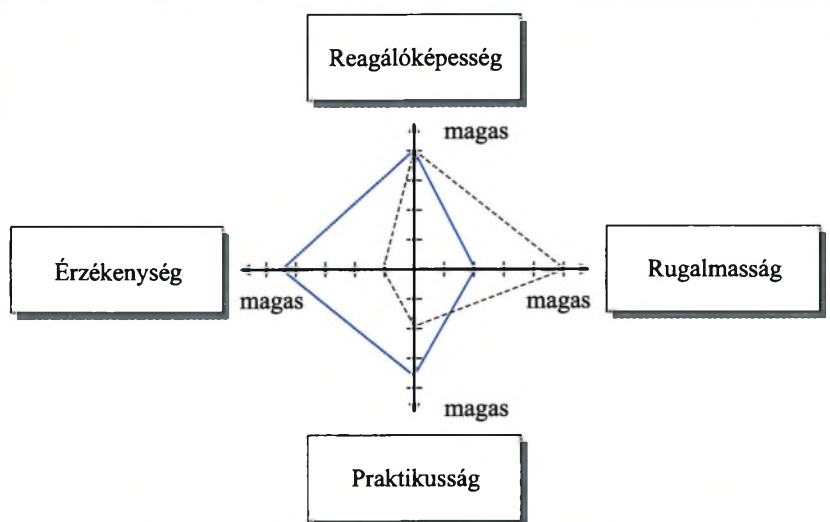 Reagálóképesség
magas
Érzékenység
Rugalmasság
magas
magas
magas
Praktikusság